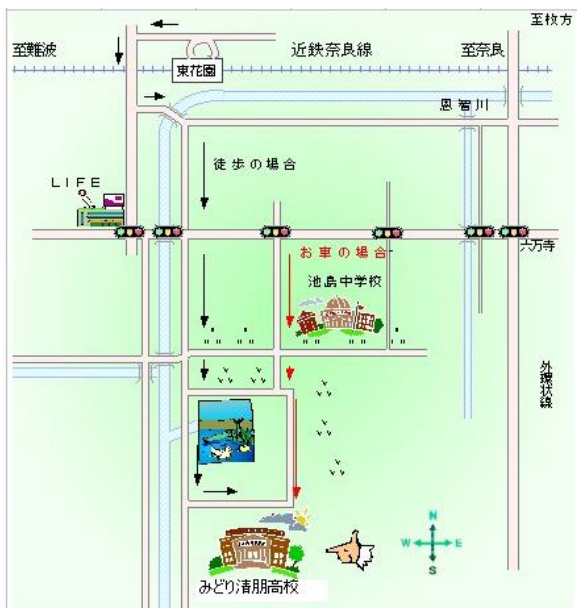 至枚方
至難波
近鉄奈良線
至奈良
東花園
恩智川
徒歩の場合
LIFE
六万寺
お車の場合
池島中学校
外環状線
N
W
E
S
みどり清朋高校